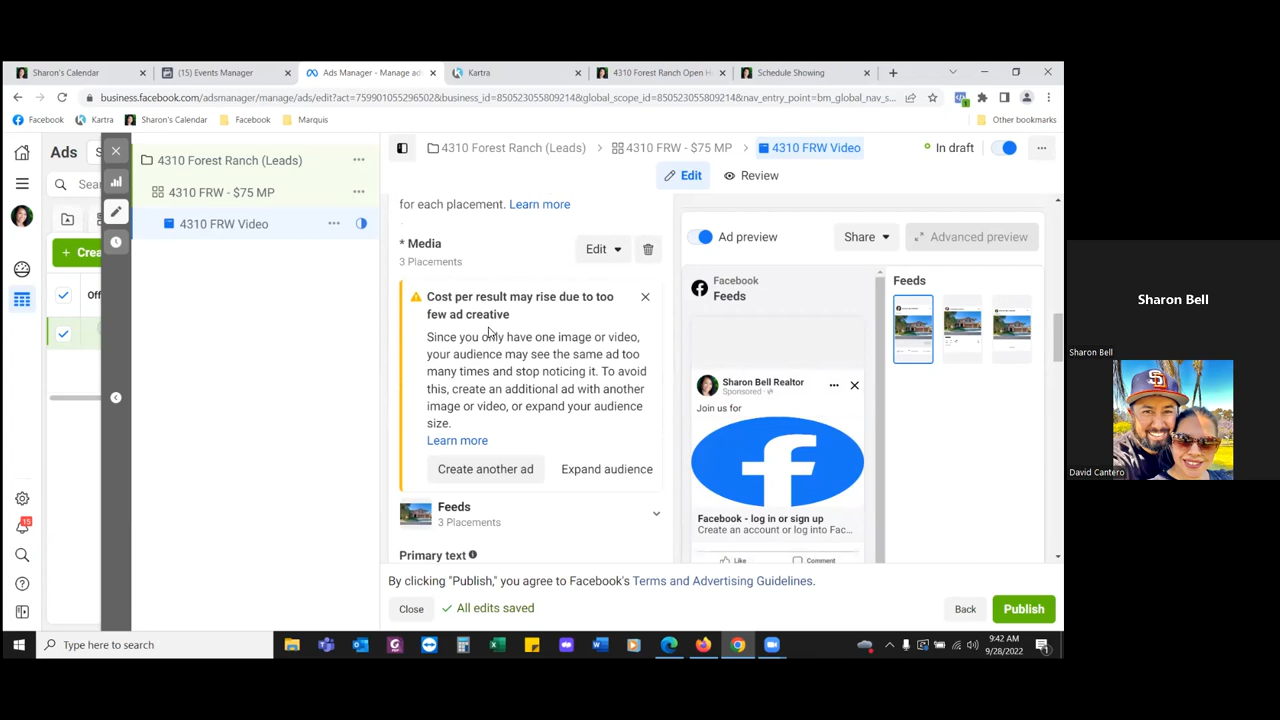 Sharon's Calendar
(15) Events Manager
Ads Manager - Manage ad
Kartra
4310 Forest Ranch Open H
Schedule Showing
business.facebook.com/adsmanager/manage/ads/edit?act=759901055296502&business_id=850523055809214&global_scope_id=850523055809214&nav_entry_point=bm_global_nav_s...
Facebook
Kartra
Sharon's Calendar
Facebook
Marquis
Other bookmarks
Ads
S
Sear
+ Crea
Off
4310 Forest Ranch (Leads)
4310 FRW - $75 MP
4310 FRW Video
4310 Forest Ranch (Leads) > 4310 FRW - $75 MP > 4310 FRW Video
In draft
Edit
Review
for each placement. Learn more
* Media
3 Placements
Edit
Cost per result may rise due to too
few ad creative
Since you only have one image or video,
your audience may see the same ad too
many times and stop noticing it. To avoid
this, create an additional ad with another
image or video, or expand your audience
size.
Learn more
Create another ad
Expand audience
Feeds
3 Placements
Primary text
Ad preview
Share
Advanced preview
Facebook
Feeds
Sharon Bell Realtor
Sponsored ·
Join us for
Facebook - log in or sign up
Create an account or log into Fac...
Like
Comment
Feeds
By clicking "Publish," you agree to Facebook's Terms and Advertising Guidelines.
Close
All edits saved
Back
Publish
15
Type here to search
9:42 AM
9/28/2022
Sharon Bell
Sharon Bell
David Cantero